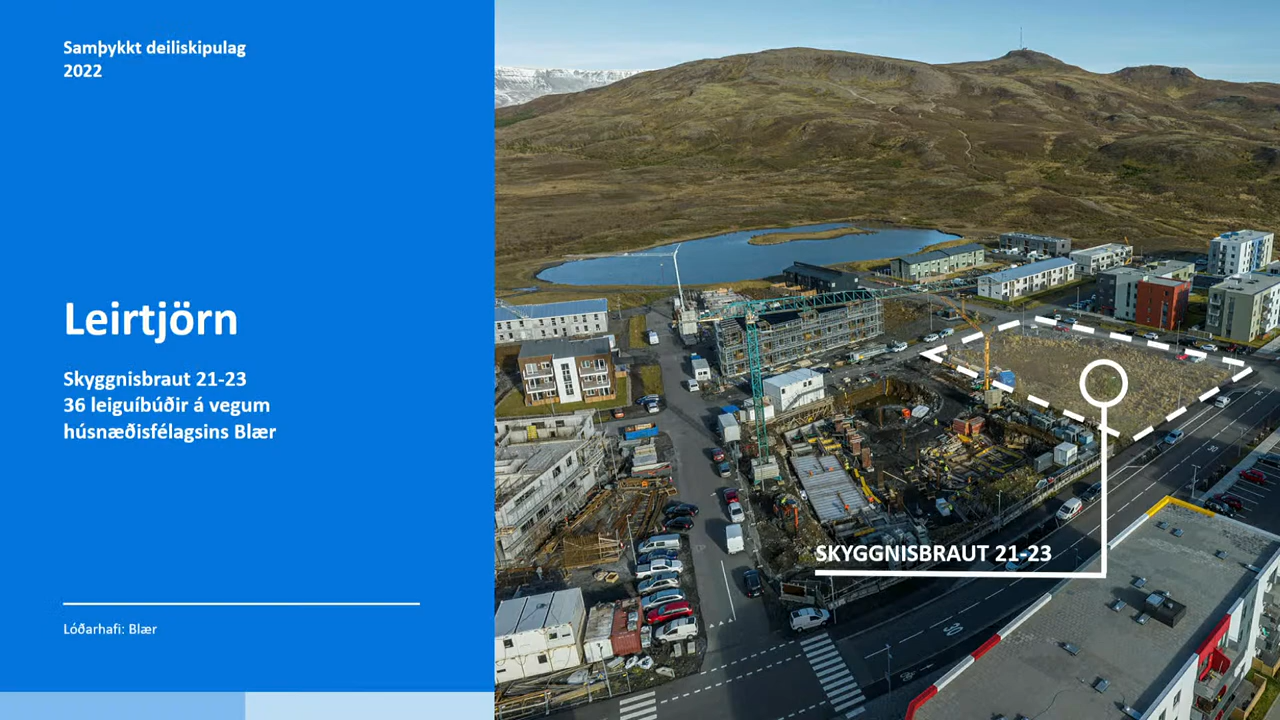 Samþykkt deiliskipulag
2022
Leirtjörn
Skyggnisbraut 21-23
36 leiguíbúðir á vegum
húsnæðisfélagsins Blær
Lóðarhafi: Blær
SKYGGNISBRAUT 21-23